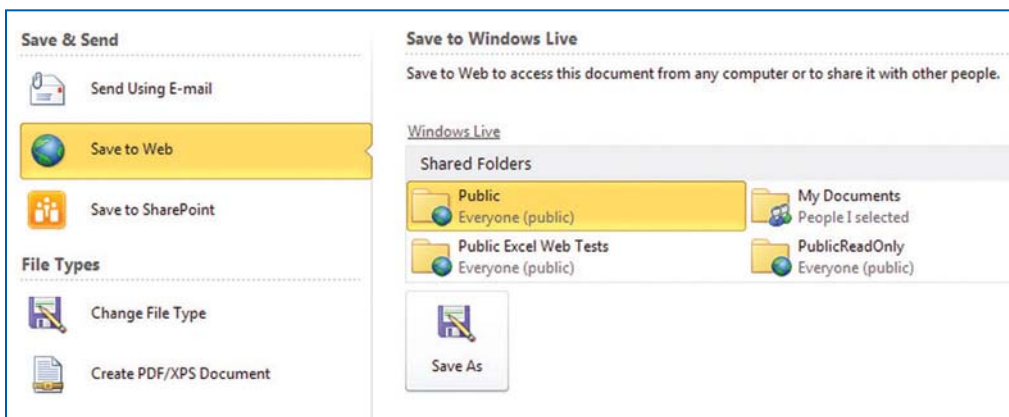 Save & Send
Send Using E-mail
Save to Web
Save to SharePoint
File Types
Change File Type
Create PDF/XPS Document
Save to Windows Live
Save to Web to access this document from any computer or to share it with other people.
Windows Live
Shared Folders
Public
Everyone (public)
My Documents
People I selected
Public Excel Web Tests
Everyone (public)
PublicReadOnly
Everyone (public)
Save As